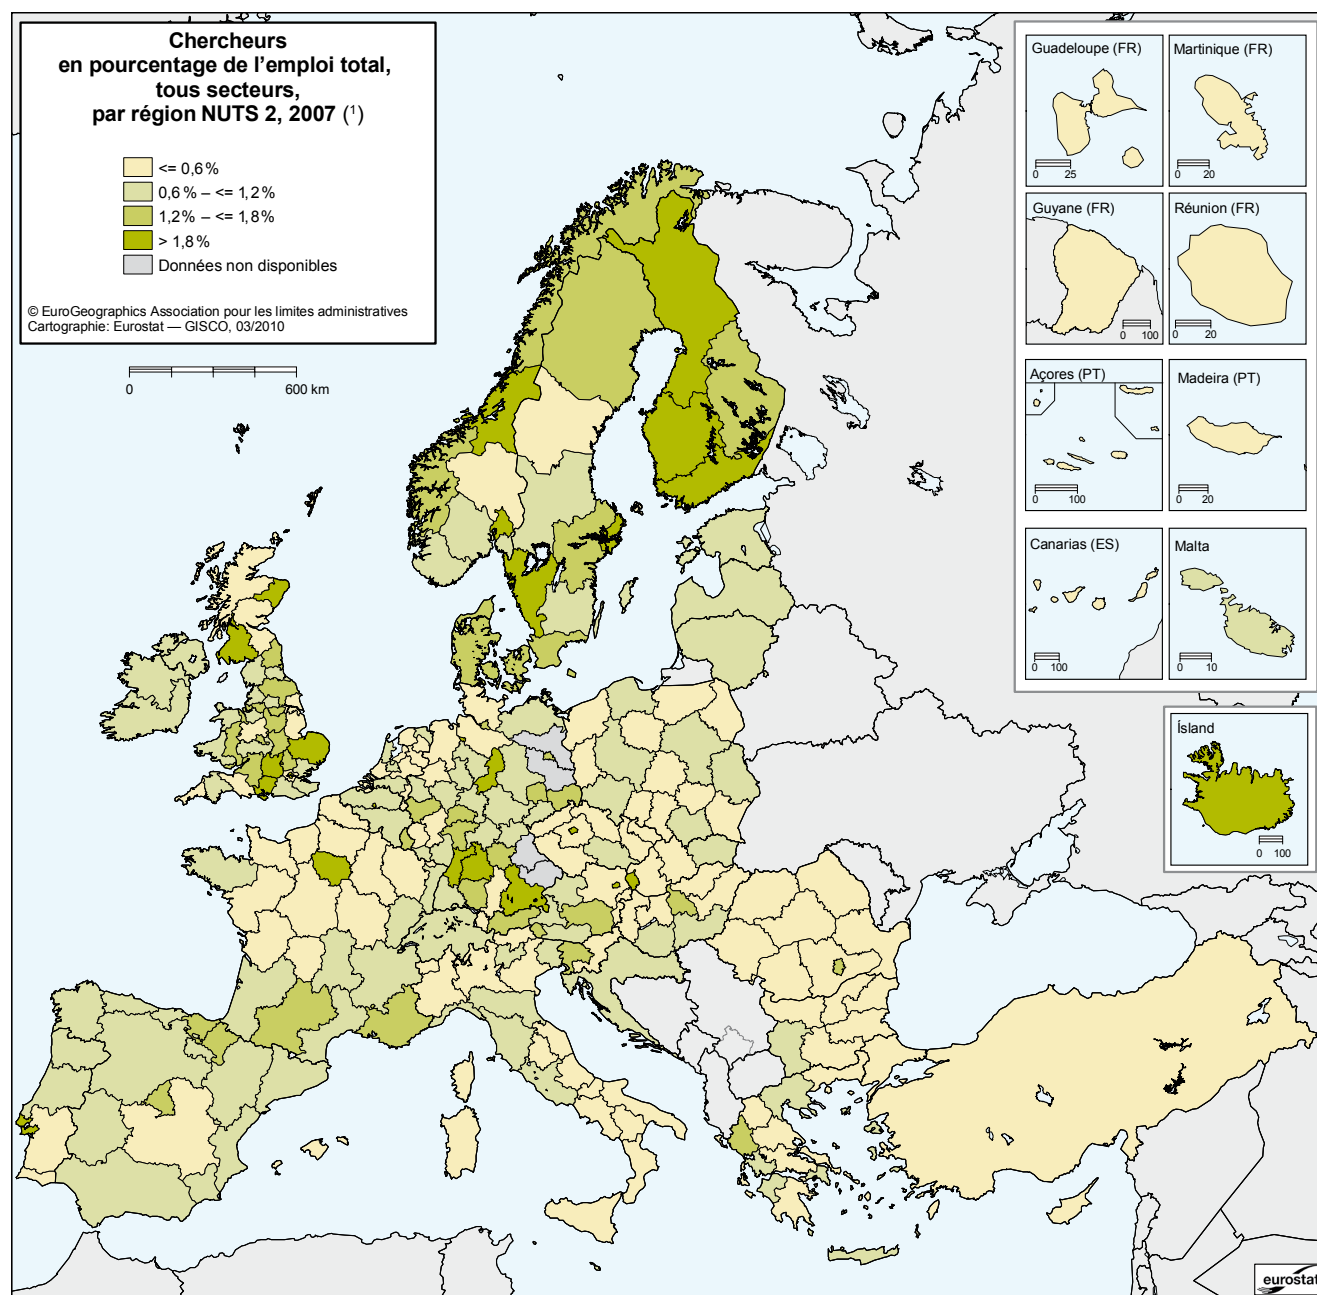 Chercheurs
en pourcentage de l’emploi total,
tous secteurs,
par région NUTS 2, 2007 (¹)
<= 0,6 %
0,6 % – <= 1,2 %
1,2 % – <= 1,8 %
> 1,8 %
Données non disponibles
© EuroGeographics Association pour les limites administratives
Cartographie: Eurostat — GISCO, 03/2010
0 600 km
Guadeloupe (FR)
0 25
Martinique (FR)
0 20
Guyane (FR)
0 100
Réunion (FR)
0 20
Açores (PT)
0 100
Madeira (PT)
0 20
Canarias (ES)
0 100
Malta
0 10
Ísland
0 100
eurostat